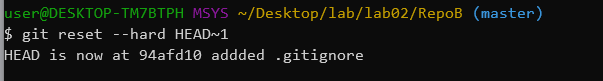 user@DESKTOP-TM7BTPH MSYS ~/Desktop/lab/lab02/RepoB (master)
$ git reset --hard HEAD~1
HEAD is now at 94afd10 addded .gitignore